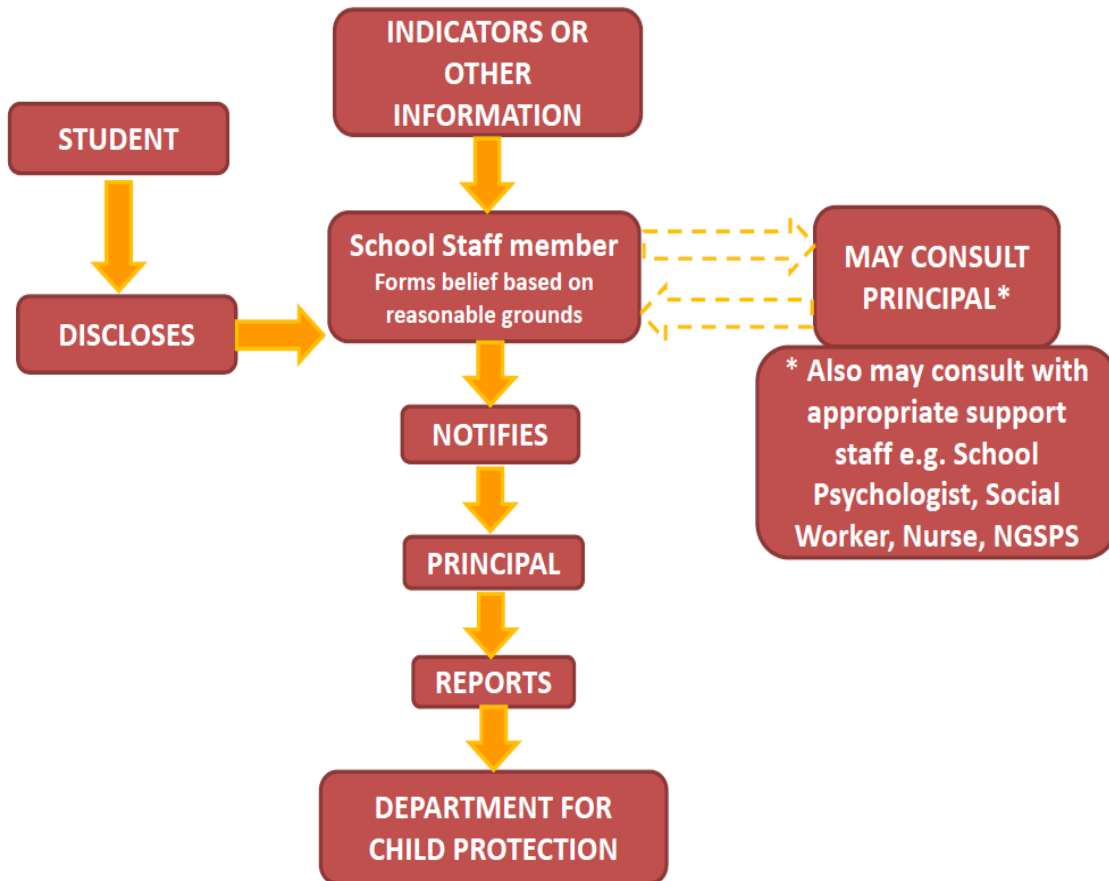 INDICATORS OR
OTHER
INFORMATION
STUDENT
DISCLOSES
School Staff member
Forms belief based on
reasonable grounds
MAY CONSULT
PRINCIPAL*
* Also may consult with
appropriate support
staff e.g. School
Psychologist, Social
Worker, Nurse, NGSPS
NOTIFIES
PRINCIPAL
REPORTS
DEPARTMENT FOR
CHILD PROTECTION